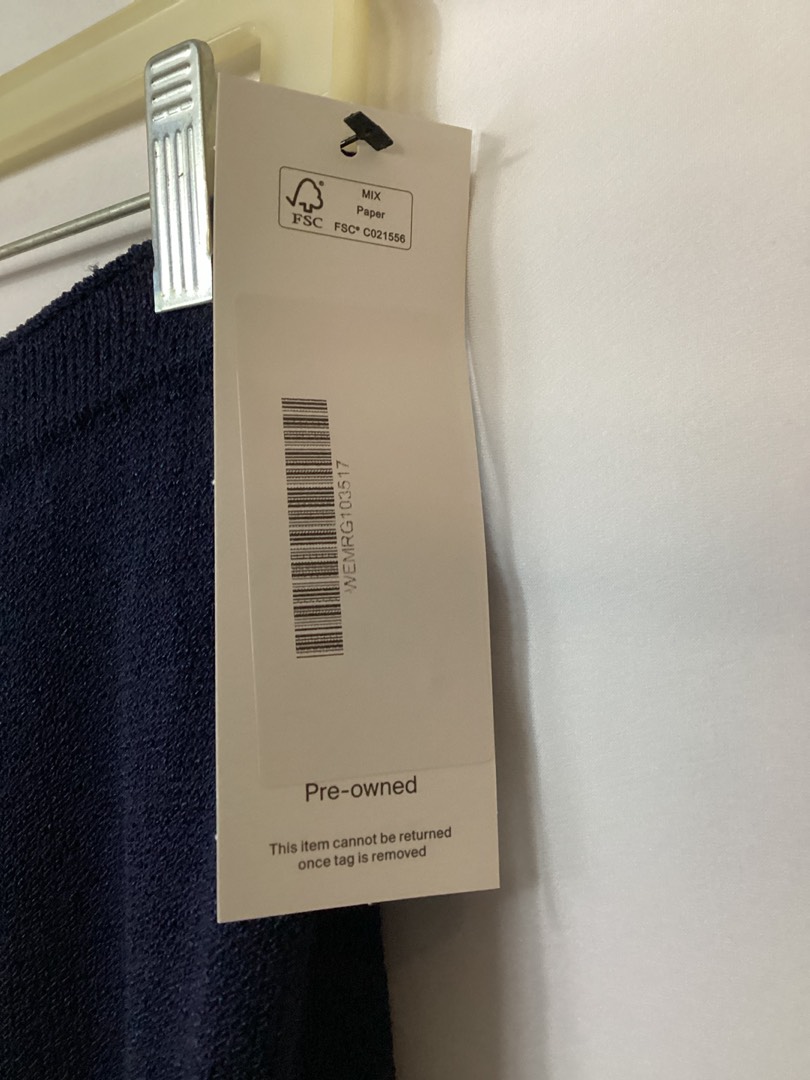 FSC®
MIX
Paper
FSC® C021556
WEMRG103517
Pre-owned
This item cannot be returned
once tag is removed